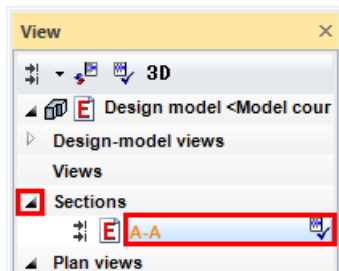 View
3D
E Design model <Model cour
Design-model views
Views
Sections
E A-A
Plan views